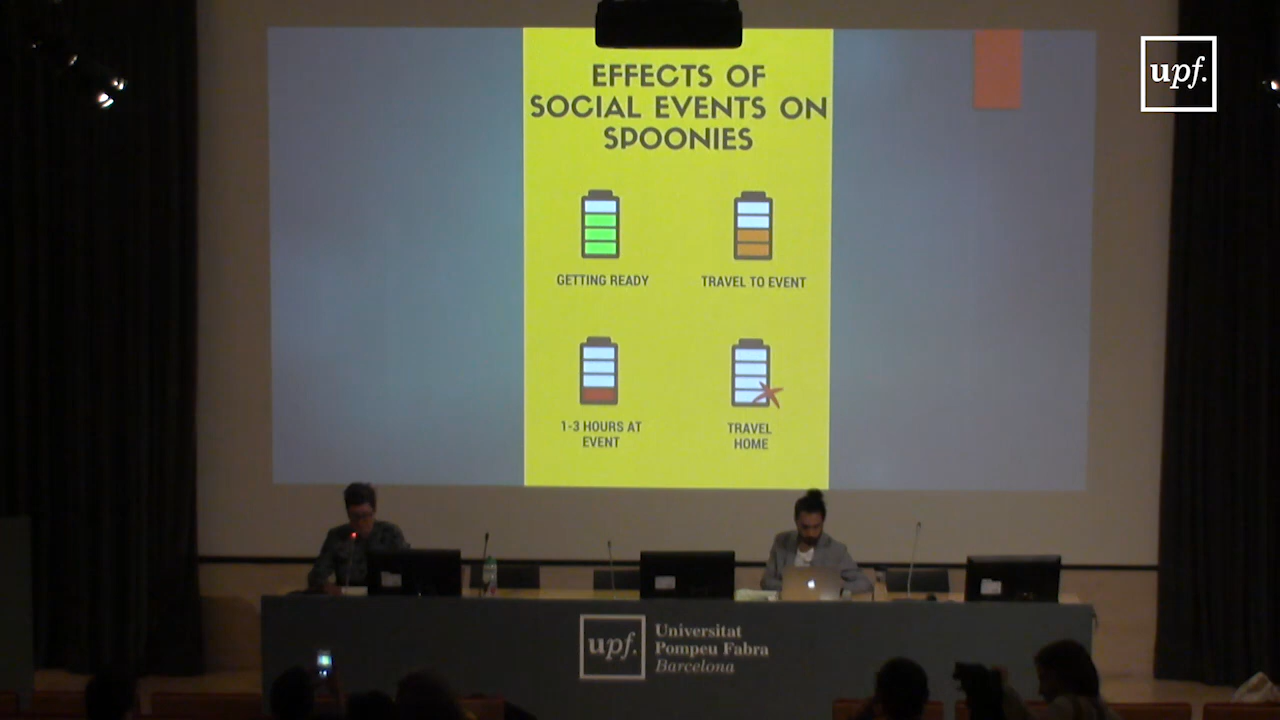 EFFECTS OF
SOCIAL EVENTS ON
SPOONIES
GETTING READY
TRAVEL TO EVENT
1-3 HOURS AT
EVENT
TRAVEL
HOME
upf.
upf.
Universitat
Pompeu Fabra
Barcelona